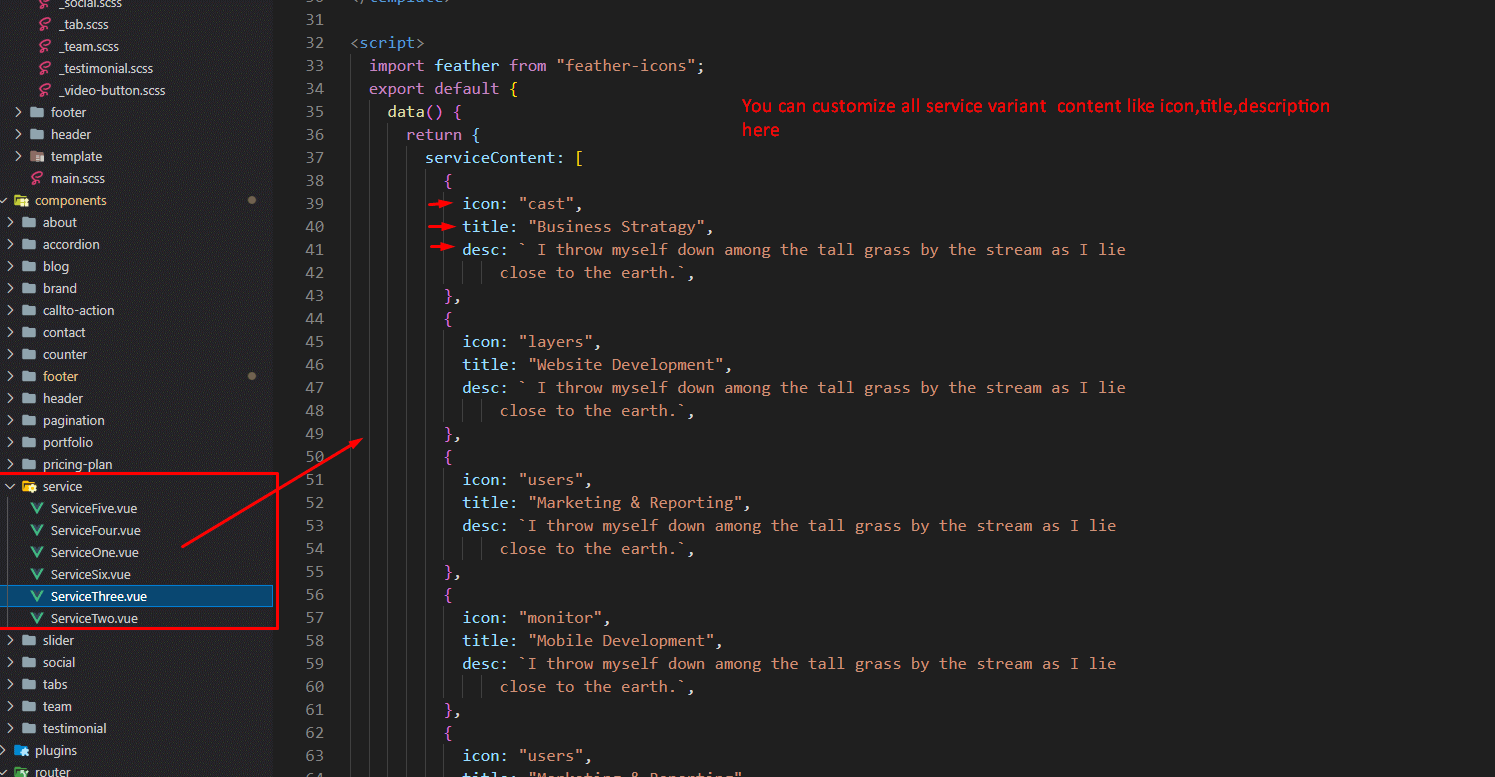 _social.scss
_tab.scss
_team.scss
_testimonial.scss
_video-button.scss
footer
header
template
main.scss
components
about
accordion
blog
brand
callto-action
contact
counter
footer
header
pagination
portfolio
pricing-plan
service
ServiceFive.vue
ServiceFour.vue
ServiceOne.vue
ServiceSix.vue
ServiceThree.vue
ServiceTwo.vue
slider
social
tabs
team
testimonial
plugins
router
30 </template>
31
32 <script>
33 import feather from "feather-icons";
34 export default {
35 data() {
36 return {
37 serviceContent: [
38 {
39 icon: "cast",
40 title: "Business Stratagy",
41 desc: ` I throw myself down among the tall grass by the stream as I lie
42 close to the earth.`,
43 },
44 {
45 icon: "layers",
46 title: "Website Development",
47 desc: ` I throw myself down among the tall grass by the stream as I lie
48 close to the earth.`,
49 },
50 {
51 icon: "users",
52 title: "Marketing & Reporting",
53 desc: `I throw myself down among the tall grass by the stream as I lie
54 close to the earth.`,
55 },
56 {
57 icon: "monitor",
58 title: "Mobile Development",
59 desc: `I throw myself down among the tall grass by the stream as I lie
60 close to the earth.`,
61 },
62 {
63 icon: "users",
64 title: "Marketing & Reporting"
You can customize all service variant content like icon,title,description
here